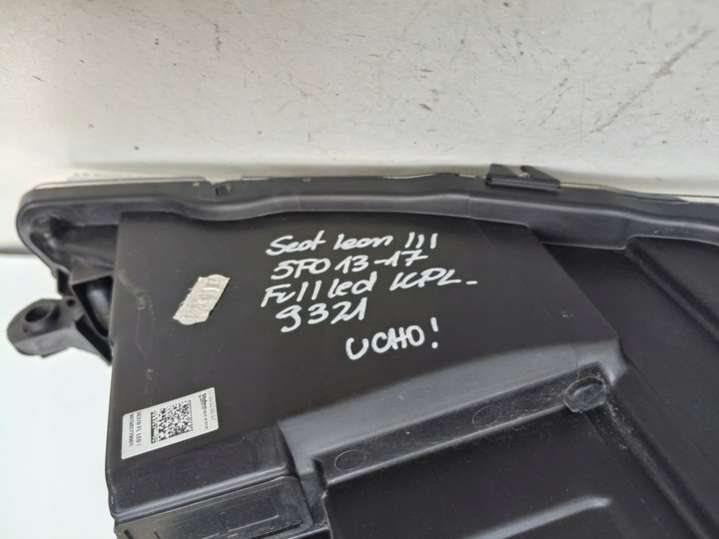 Seat leon III
5F0 13-17
Full led KPL-
9321
UCHO!